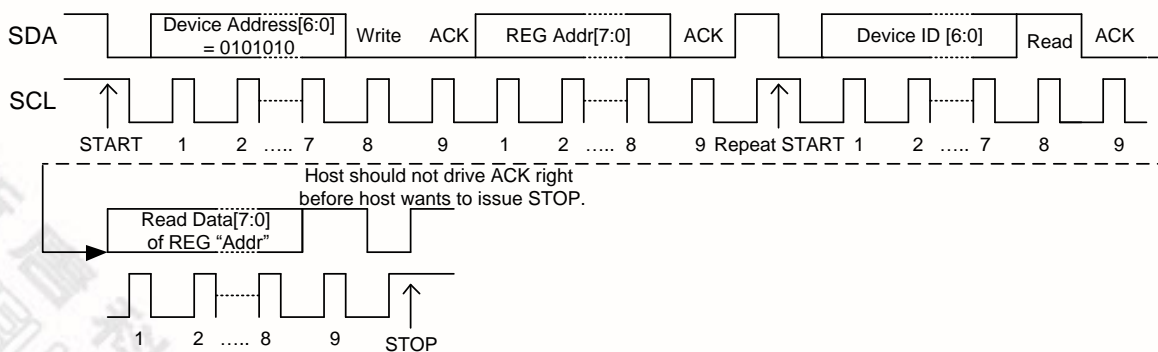 SDA
Device Address[6:0]
= 0101010
Write
ACK
REG Addr[7:0]
ACK
Device ID [6:0]
Read
ACK
SCL
START 1 2 ..... 7 8 9 1 2 ..... 8 9 Repeat START 1 2 ..... 7 8 9
Host should not drive ACK right
before host wants to issue STOP.
Read Data[7:0]
of REG “Addr”
1 2 ..... 8 9 STOP